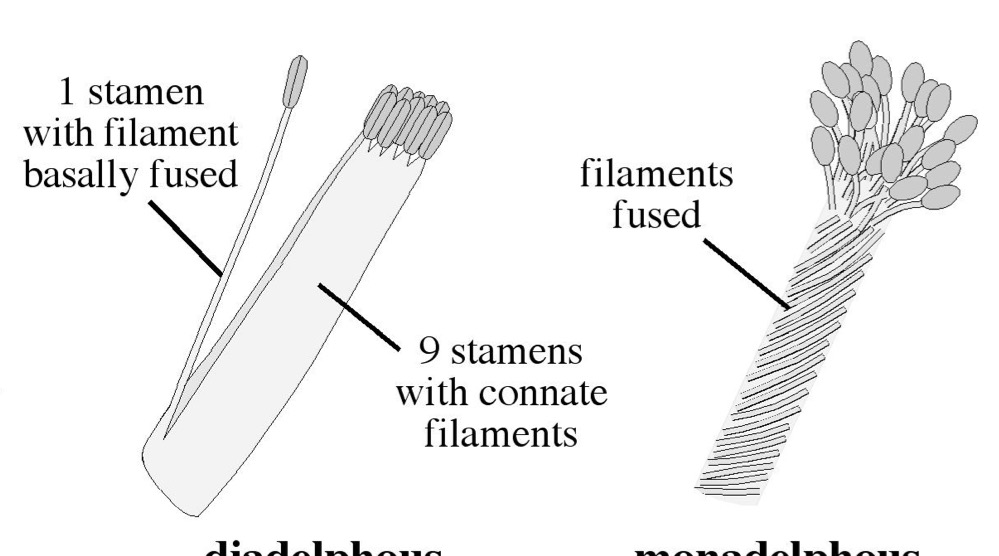 1 stamen
with filament
basally fused
9 stamens
with connate
filaments
filaments
fused
diadelphous
monadelphous